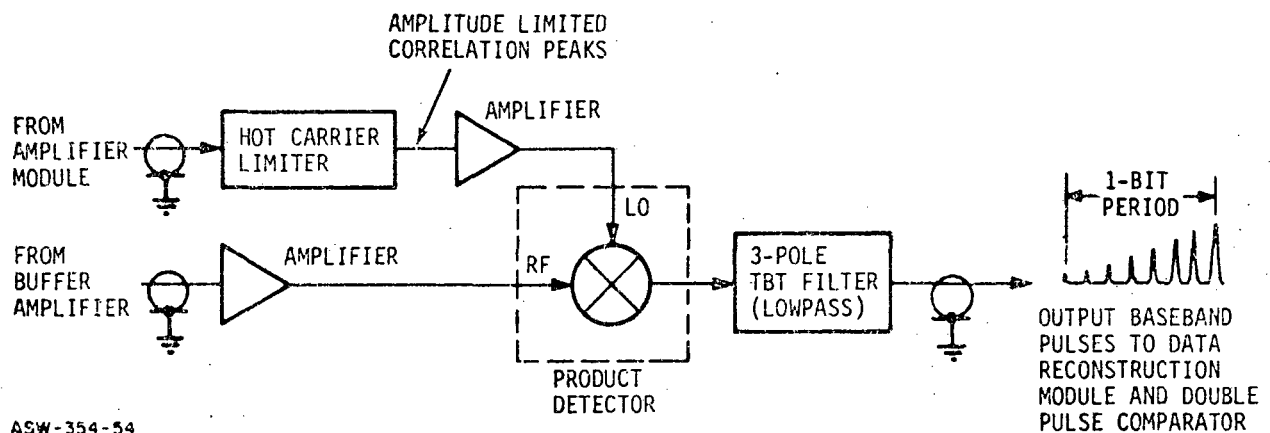 AMPLITUDE LIMITED
CORRELATION PEAKS
FROM
AMPLIFIER
MODULE
HOT CARRIER
LIMITER
AMPLIFIER
LO
FROM
BUFFER
AMPLIFIER
AMPLIFIER
RF
PRODUCT
DETECTOR
3-POLE
TBT FILTER
(LOWPASS)
1-BIT
PERIOD
OUTPUT BASEBAND
PULSES TO DATA
RECONSTRUCTION
MODULE AND DOUBLE
PULSE COMPARATOR
ASW-354-54